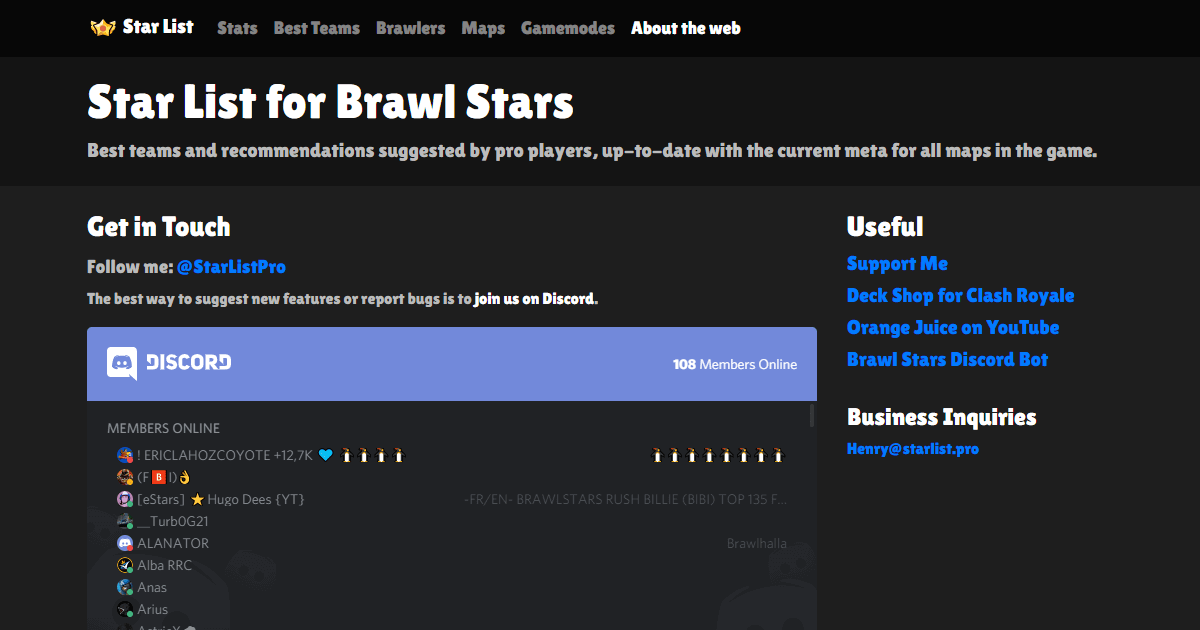 Star List Stats Best Teams Brawlers Maps Gamemodes About the web
Star List for Brawl Stars
Best teams and recommendations suggested by pro players, up-to-date with the current meta for all maps in the game.
Get in Touch
Follow me: @StarListPro
The best way to suggest new features or report bugs is to join us on Discord.
DISCORD
108 Members Online
MEMBERS ONLINE
! ERICLAHOZCOYOTE +12,7K
(F B I)👌
[eStars] ⭐ Hugo Dees {YT} -FR/EN- BRAWLSTARS RUSH BILLIE (BIBI) TOP 135 F...
__Turb0G21
ALANATOR Brawlhalla
Alba RRC
Anas
Arius
Useful
Support Me
Deck Shop for Clash Royale
Orange Juice on YouTube
Brawl Stars Discord Bot
Business Inquiries
Henry@starlist.pro